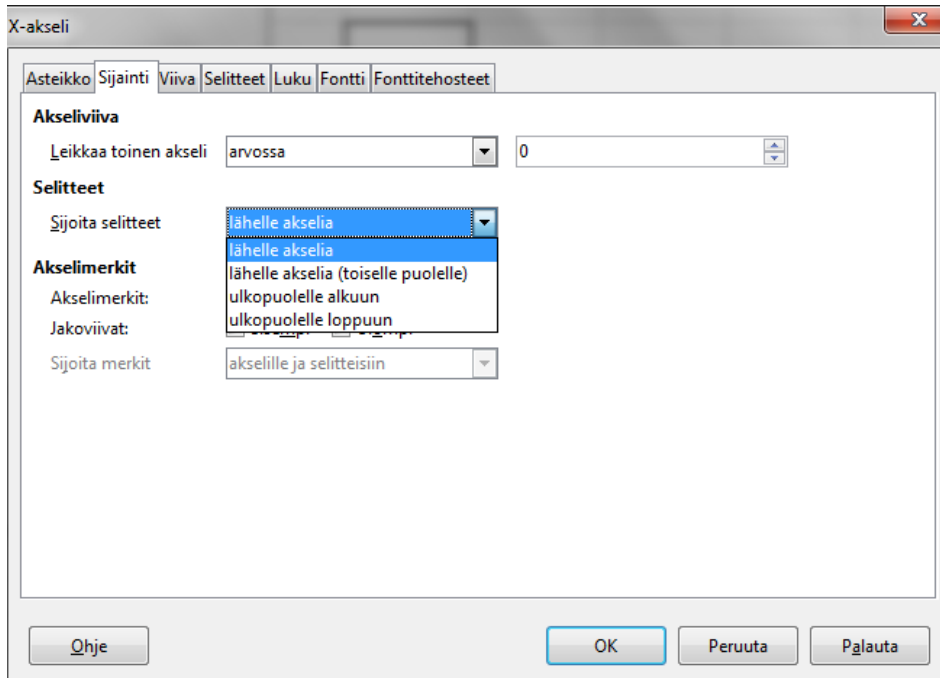 X-akseli
Asteikko Sijainti Viiva Selitteet Luku Fontti Fonttitehosteet
Akseliviiva
Leikkaa toinen akseli arvossa 0
Selitteet
Sijoita selitteet lähelle akselia
lähelle akselia
Akselimerkit
lähelle akselia (toiselle puolelle)
Akselimerkit: ulkopuolelle alkuun
Jakoviivat: ulkopuolelle loppuun
Sijoita merkit akselille ja selitteisiin
Ohje OK Peruuta Palauta